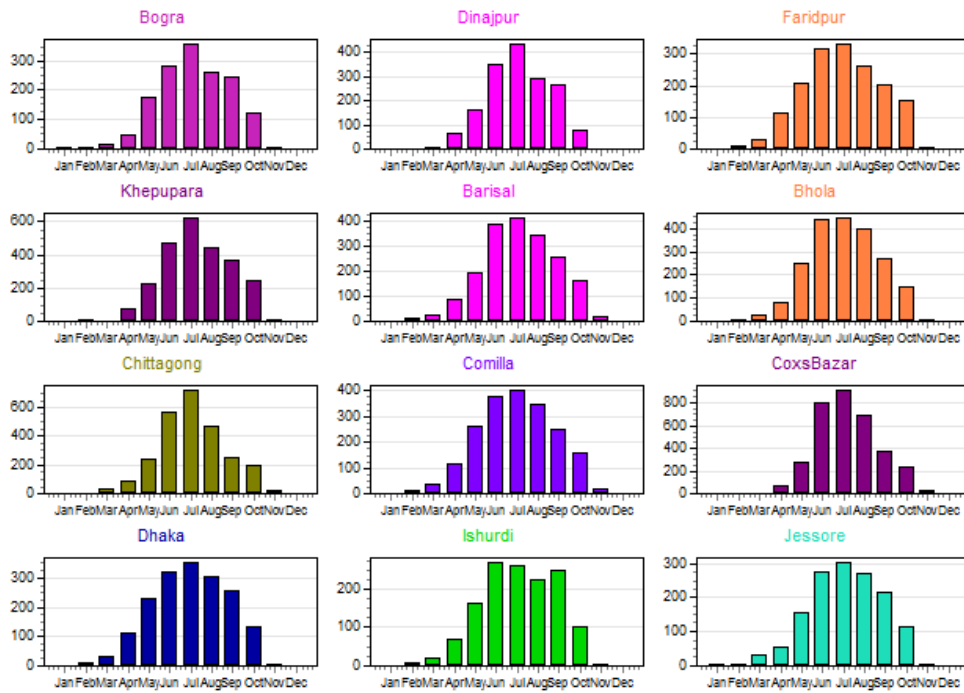 Bogra Dinajpur Faridpur
300 400 300
200 300 200
100 200 100
0 100 0
0
Jan Feb Mar Apr May Jun Jul Aug Sep Oct Nov Dec Jan Feb Mar Apr May Jun Jul Aug Sep Oct Nov Dec Jan Feb Mar Apr May Jun Jul Aug Sep Oct Nov Dec
Khepupara Barisal Bhola
600 400 400
400 300 300
200 200 200
0 100 100
0 0
Jan Feb Mar Apr May Jun Jul Aug Sep Oct Nov Dec Jan Feb Mar Apr May Jun Jul Aug Sep Oct Nov Dec Jan Feb Mar Apr May Jun Jul Aug Sep Oct Nov Dec
Chittagong Comilla CoxsBazar
600 400 800
400 300 600
200 200 400
0 100 200
0 0
Jan Feb Mar Apr May Jun Jul Aug Sep Oct Nov Dec Jan Feb Mar Apr May Jun Jul Aug Sep Oct Nov Dec Jan Feb Mar Apr May Jun Jul Aug Sep Oct Nov Dec
Dhaka Ishurdi Jessore
300 200 300
200 100 200
100 0 100
0 0
Jan Feb Mar Apr May Jun Jul Aug Sep Oct Nov Dec Jan Feb Mar Apr May Jun Jul Aug Sep Oct Nov Dec Jan Feb Mar Apr May Jun Jul Aug Sep Oct Nov Dec